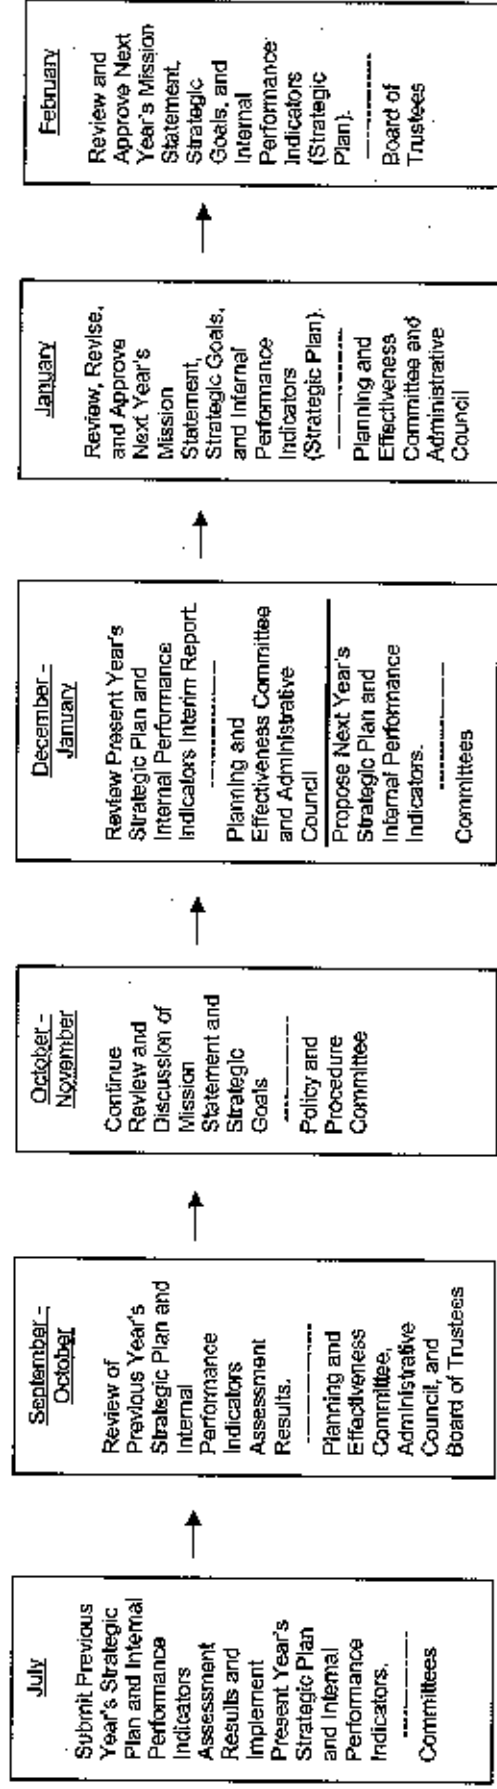 July
Submit Previous
Year's Strategic
Plan and Internal
Performance
Indicators
Assessment
Results and
Implement
Present Year's
Strategic Plan
and Internal
Performance
Indicators.
Committees
September –
October
Review of
Previous Year's
Strategic Plan and
Internal
Performance
Indicators
Assessment
Results.
Planning and
Effectiveness
Committee,
Administrative
Council, and
Board of Trustees
October –
November
Continue
Review and
Discussion of
Mission
Statement and
Strategic
Goals
Policy and
Procedure
Committee
December –
January
Review Present Year's
Strategic Plan and
Internal Performance
Indicators Interim Report.
Planning and
Effectiveness Committee
and Administrative
Council
Propose Next Year's
Strategic Plan and
Internal Performance
Indicators.
Committees
January
Review, Revise,
and Approve
Next Year's
Mission
Statement,
Strategic Goals,
and Internal
Performance
Indicators
(Strategic Plan).
Planning and
Effectiveness
Committee and
Administrative
Council
February
Review and
Approve Next
Year's Mission
Statement,
Strategic
Goals, and
Internal
Performance
Indicators
(Strategic
Plan).
Board of
Trustees